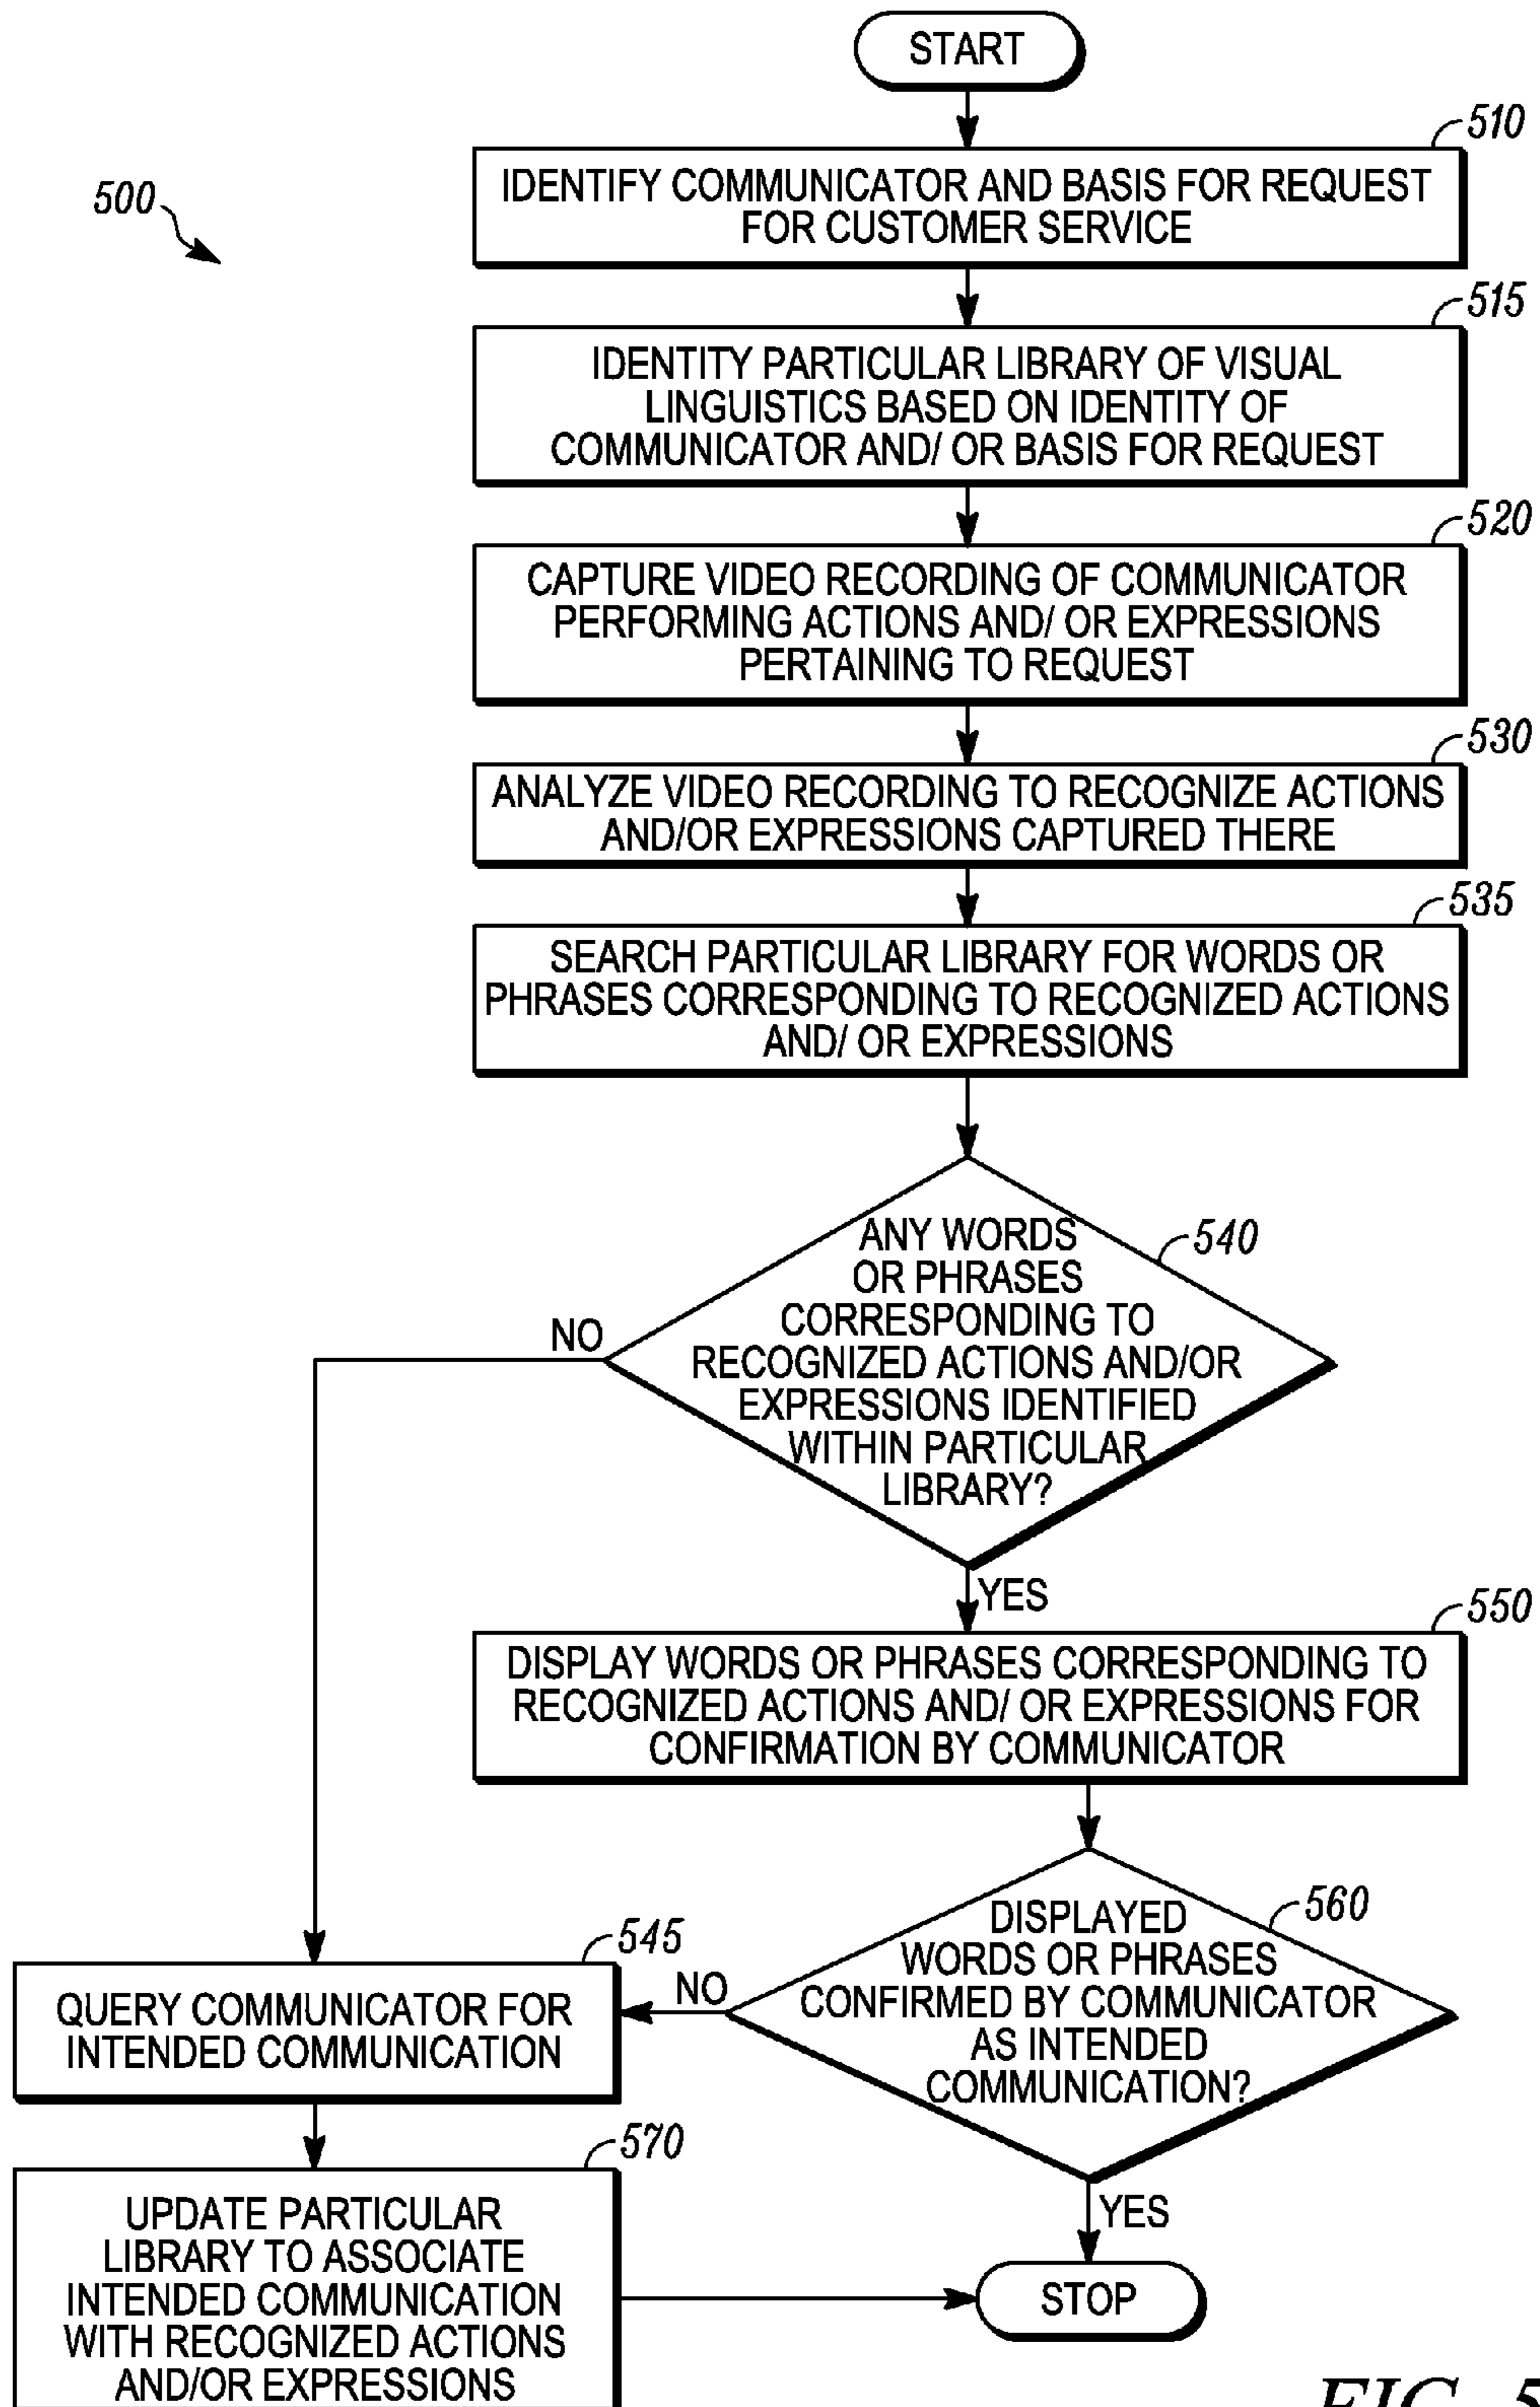 START
510
500
IDENTIFY COMMUNICATOR AND BASIS FOR REQUEST
FOR CUSTOMER SERVICE
515
IDENTITY PARTICULAR LIBRARY OF VISUAL
LINGUISTICS BASED ON IDENTITY OF
COMMUNICATOR AND/ OR BASIS FOR REQUEST
520
CAPTURE VIDEO RECORDING OF COMMUNICATOR
PERFORMING ACTIONS AND/ OR EXPRESSIONS
PERTAINING TO REQUEST
530
ANALYZE VIDEO RECORDING TO RECOGNIZE ACTIONS
AND/OR EXPRESSIONS CAPTURED THERE
535
SEARCH PARTICULAR LIBRARY FOR WORDS OR
PHRASES CORRESPONDING TO RECOGNIZED ACTIONS
AND/ OR EXPRESSIONS
540
ANY WORDS
OR PHRASES
CORRESPONDING TO
RECOGNIZED ACTIONS AND/OR
EXPRESSIONS IDENTIFIED
WITHIN PARTICULAR
LIBRARY?
NO
YES
550
DISPLAY WORDS OR PHRASES CORRESPONDING TO
RECOGNIZED ACTIONS AND/ OR EXPRESSIONS FOR
CONFIRMATION BY COMMUNICATOR
560
DISPLAYED
WORDS OR PHRASES
CONFIRMED BY COMMUNICATOR
AS INTENDED
COMMUNICATION?
NO
545
QUERY COMMUNICATOR FOR
INTENDED COMMUNICATION
570
UPDATE PARTICULAR
LIBRARY TO ASSOCIATE
INTENDED COMMUNICATION
WITH RECOGNIZED ACTIONS
AND/OR EXPRESSIONS
YES
STOP
FIG. 5